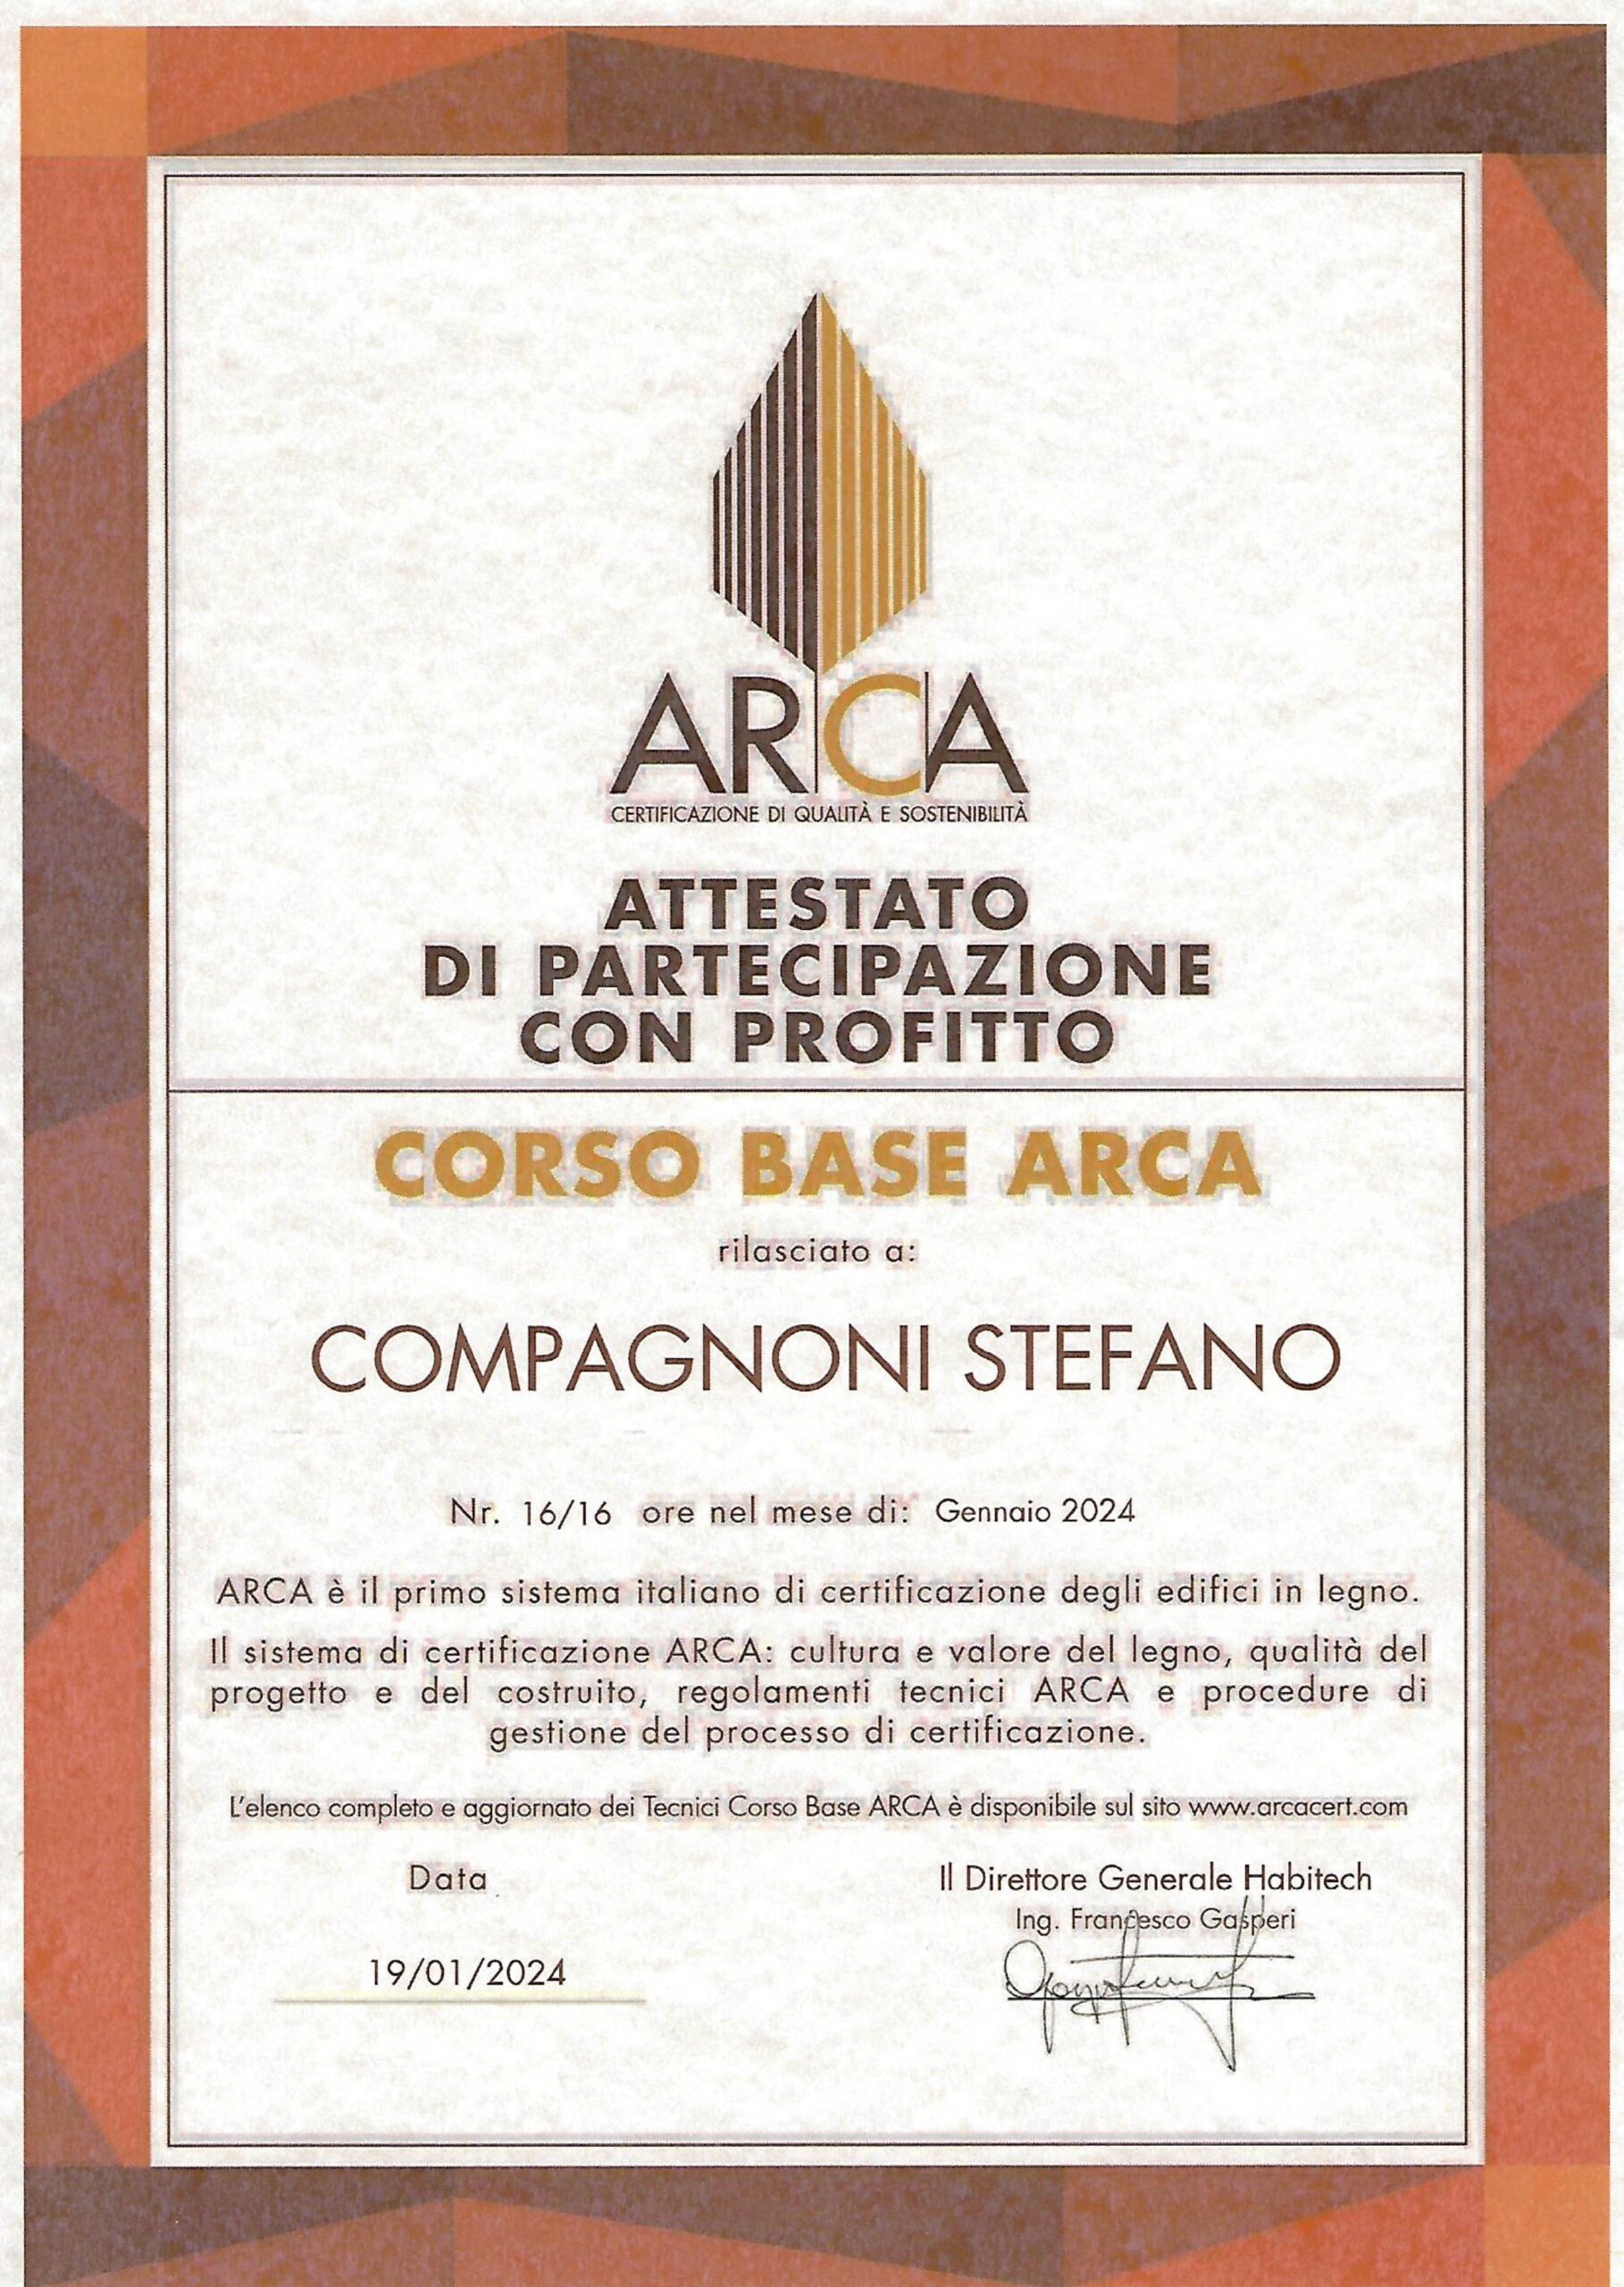 ARCA
CERTIFICAZIONE DI QUALITÀ E SOSTENIBILITÀ
ATTESTATO
DI PARTECIPAZIONE
CON PROFITTO
CORSO BASE ARCA
rilasciato a:
COMPAGNONI STEFANO
Nr. 16/16 ore nel mese di: Gennaio 2024
ARCA è il primo sistema italiano di certificazione degli edifici in legno.
Il sistema di certificazione ARCA: cultura e valore del legno, qualità del
progetto e del costruito, regolamenti tecnici ARCA e procedure di
gestione del processo di certificazione.
L'elenco completo e aggiornato dei Tecnici Corso Base ARCA è disponibile sul sito www.arcacert.com
Data
Il Direttore Generale Habitech
Ing. Francesco Gasperi
19/01/2024